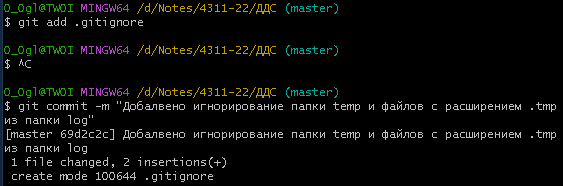 O_Ogl@TWOI MINGW64 /d/Notes/4311-22/ДДС (master)
$ git add .gitignore
O_Ogl@TWOI MINGW64 /d/Notes/4311-22/ДДС (master)
$ ^C
O_Ogl@TWOI MINGW64 /d/Notes/4311-22/ДДС (master)
$ git commit -m "Добалвено игнорирование папки temp и файлов с расширением .tmp
из папки log"
[master 69d2c2c] Добалвено игнорирование папки temp и файлов с расширением .tmp
из папки log
1 file changed, 2 insertions(+)
create mode 100644 .gitignore